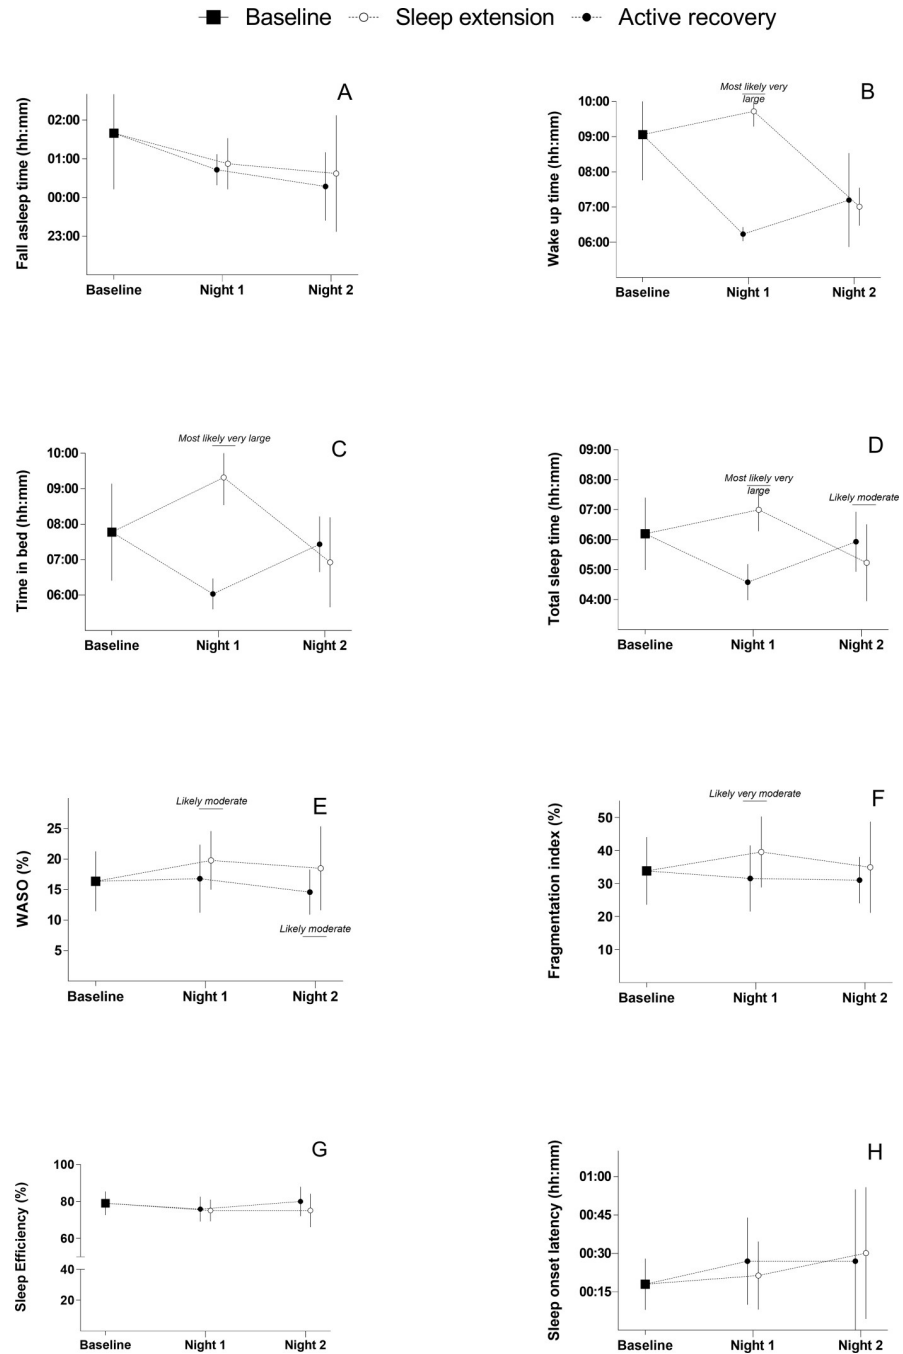 Baseline Sleep extension Active recovery
A
Fall asleep time (hh:mm)
02:00
01:00
00:00
23:00
Baseline Night 1 Night 2
B
Most likely very
large
Wake up time (hh:mm)
10:00
09:00
08:00
07:00
06:00
Baseline Night 1 Night 2
C
Most likely very large
Time in bed (hh:mm)
10:00
09:00
08:00
07:00
06:00
Baseline Night 1 Night 2
D
Most likely very
large
Likely moderate
Total sleep time (hh:mm)
09:00
08:00
07:00
06:00
05:00
04:00
Baseline Night 1 Night 2
E
Likely moderate
WASO (%)
25
20
15
10
5
Likely moderate
Baseline Night 1 Night 2
F
Likely very moderate
Fragmentation index (%)
50
40
30
20
10
Baseline Night 1 Night 2
G
Sleep Efficiency (%)
100
80
60
40
20
Baseline Night 1 Night 2
H
Sleep onset latency (hh:mm)
01:00
00:45
00:30
00:15
Baseline Night 1 Night 2